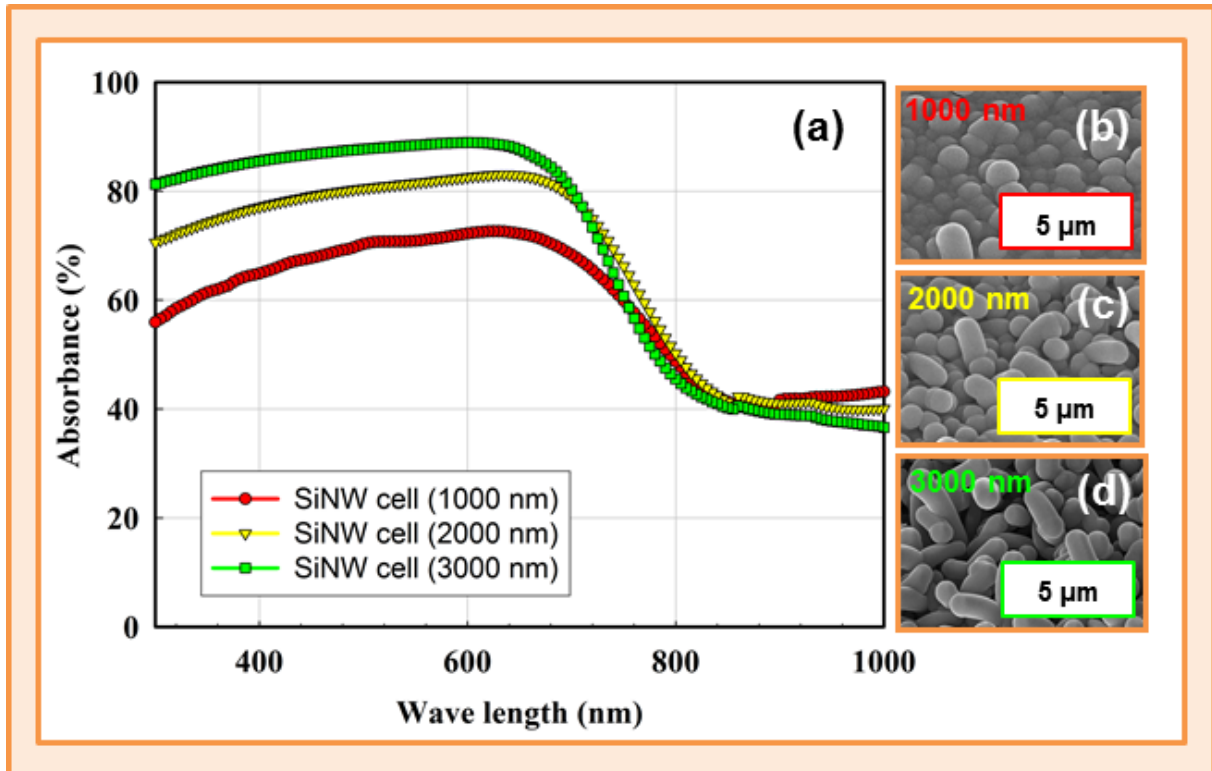 100
80
60
40
20
0
Absorbance (%)
(a)
SiNW cell (1000 nm)
SiNW cell (2000 nm)
SiNW cell (3000 nm)
400
600
800
1000
Wave length (nm)
1000 nm
(b)
5 µm
2000 nm
(c)
5 µm
3000 nm
(d)
5 µm